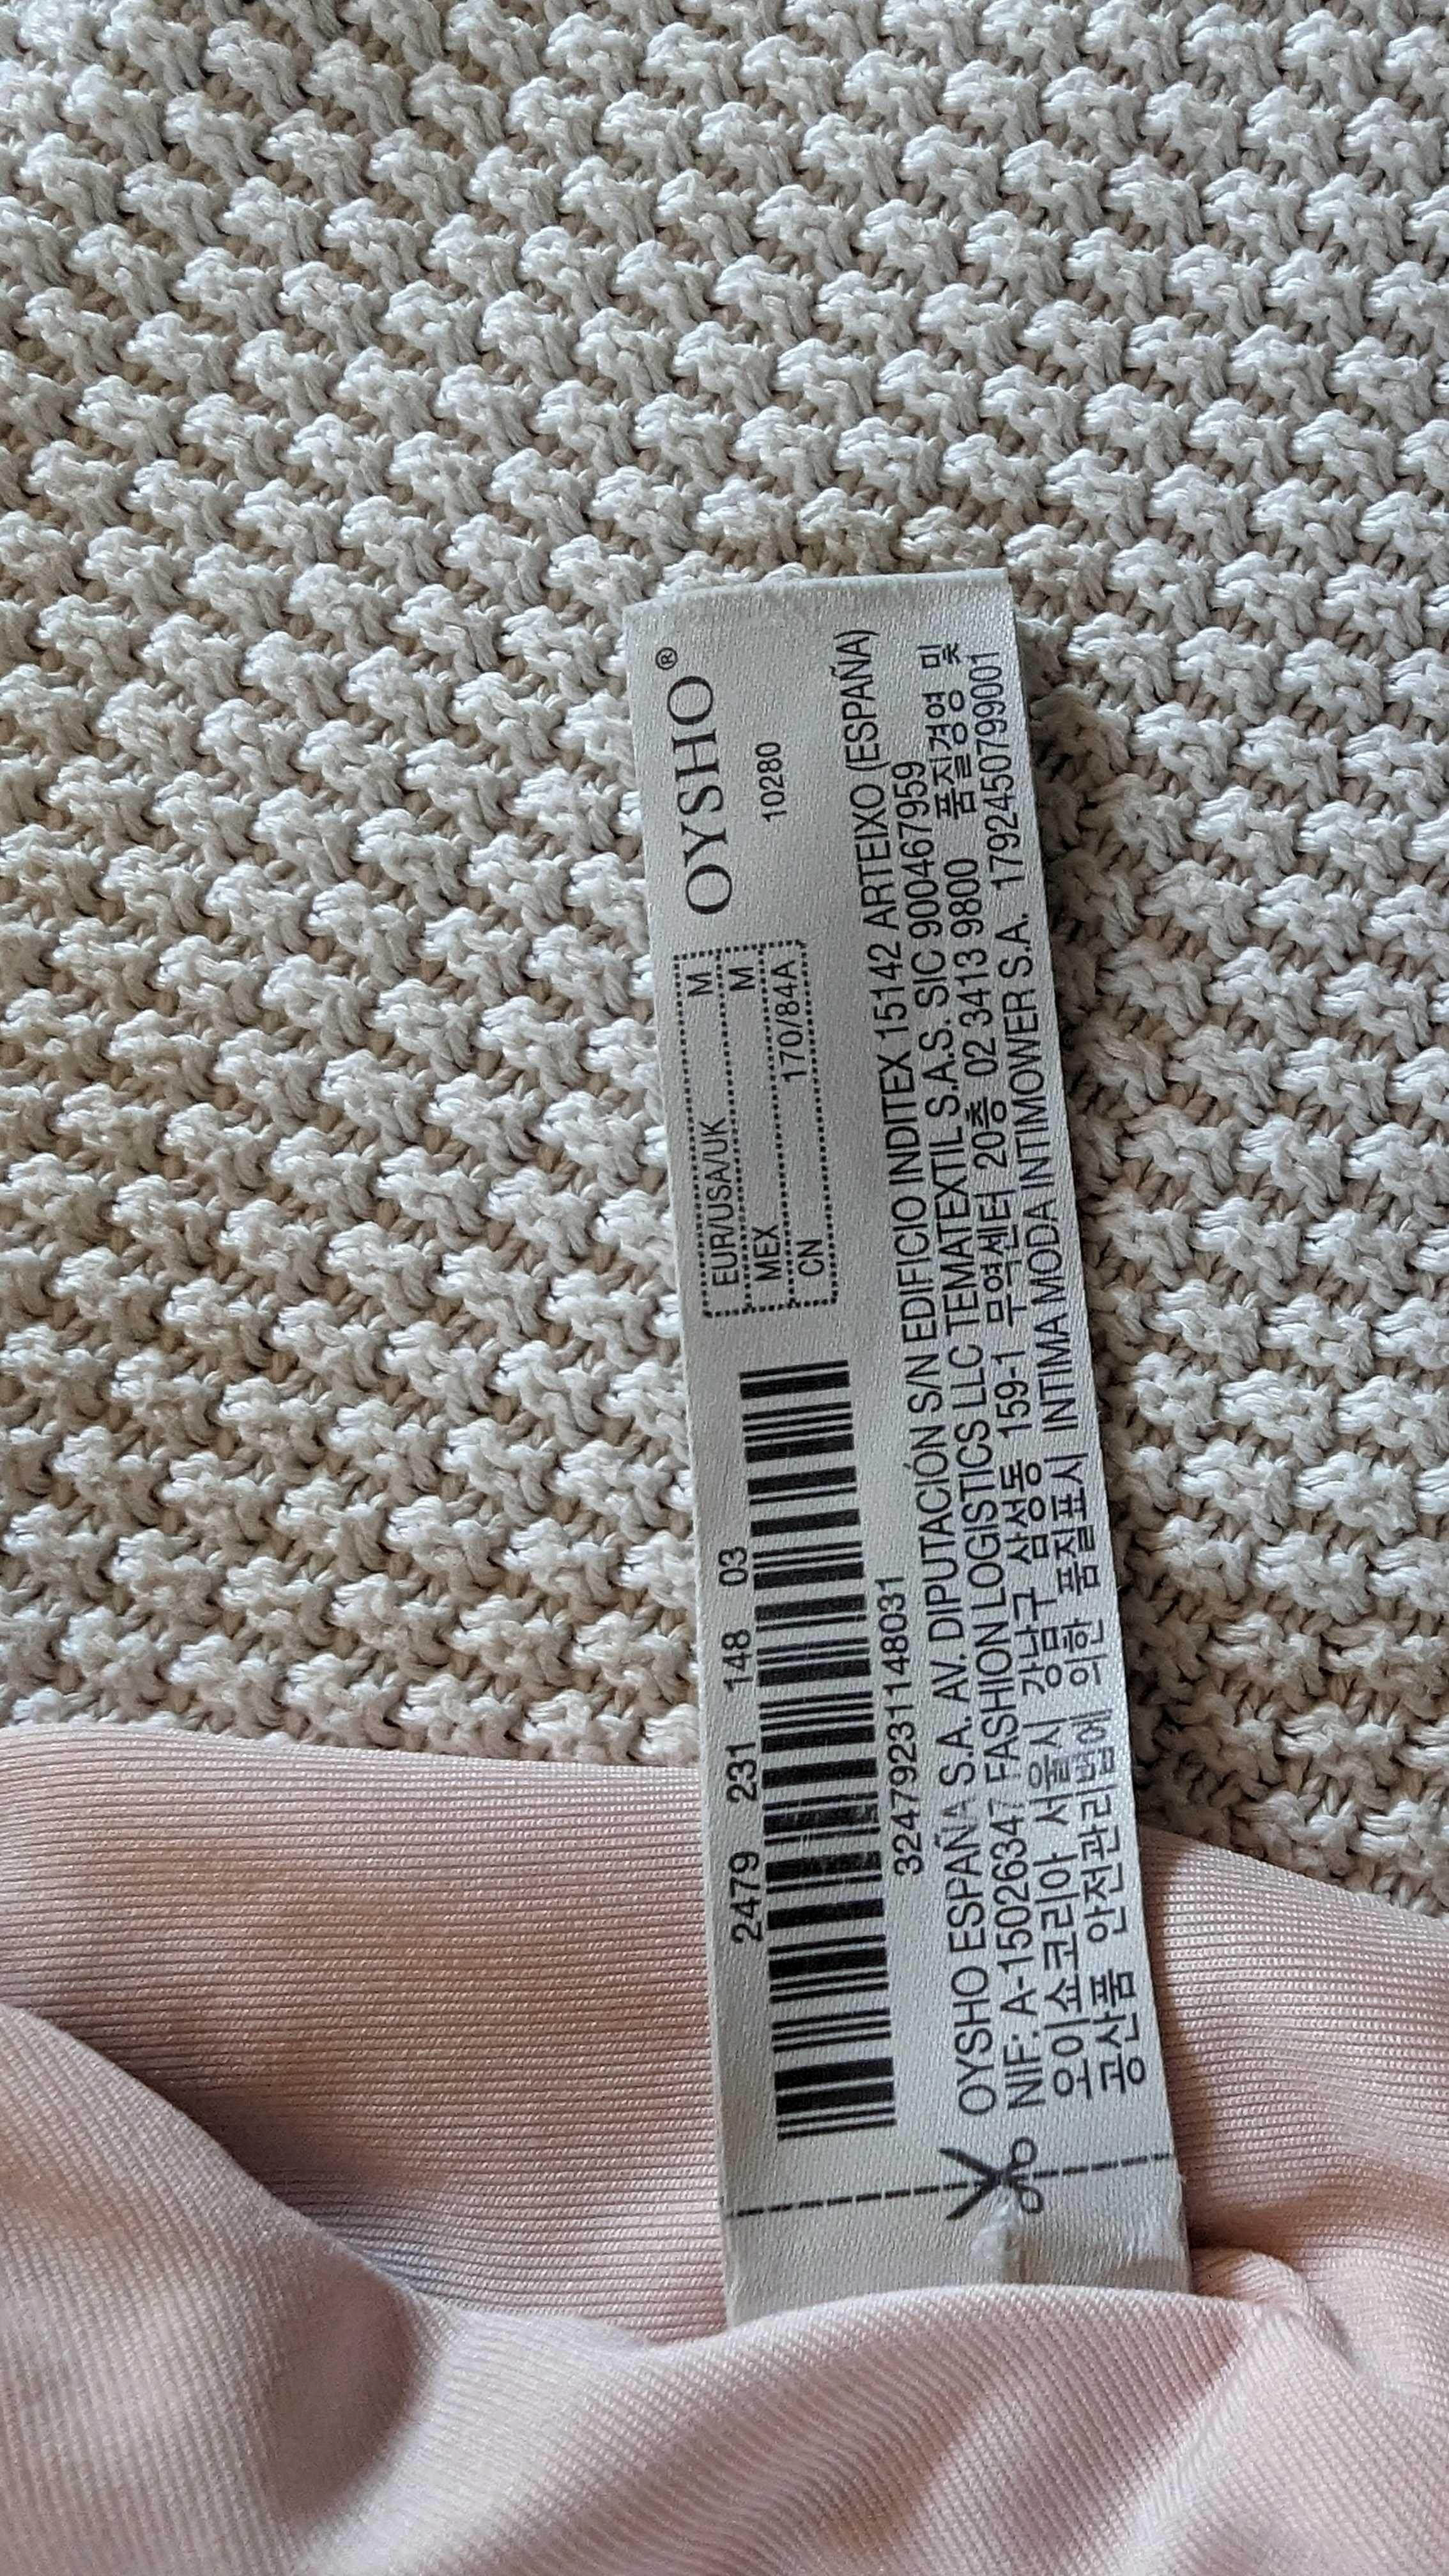 2479 231 148 03
32479231148031
EUR/USA/UK M
MEX M
CN 170/84A
OYSHO®
10280
OYSHO ESPAÑA S.A. AV. DIPUTACIÓN S/N EDIFICIO INDITEX 15142 ARTEIXO (ESPAÑA)
NIF: A-15026347 FASHION LOGISTICS LLC TEMATEXTIL S.A.S. SIC 900467959
오이쇼코리아 서울시 강남구 삼성동 159-1 무역센터 20층 02 3413 9800 품질경영 및
공산품 안전관리법에 의한 품질표시 INTIMA MODA INTIMOWER S.A. 1792450799001